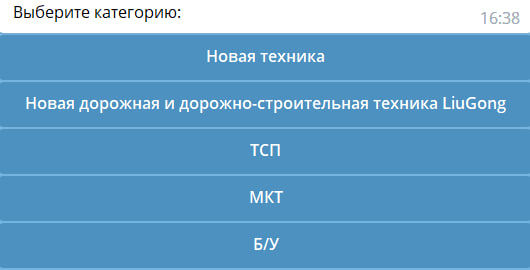 Выберите категорию:
16:38
Новая техника
Новая дорожная и дорожно-строительная техника LiuGong
ТСП
МКТ
Б/У